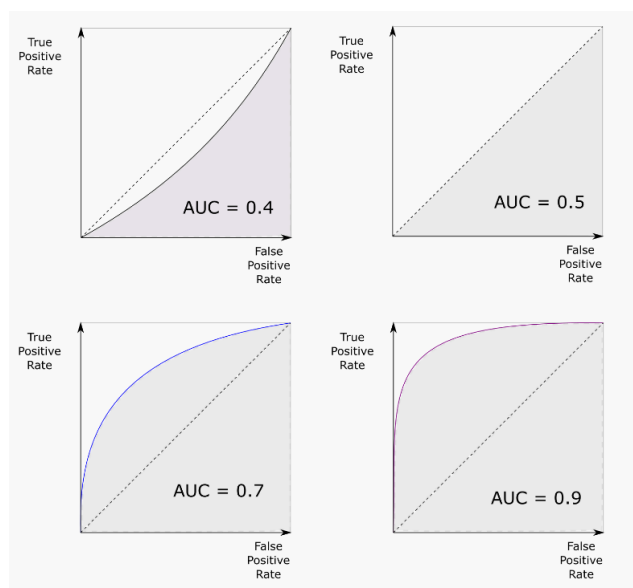 True
Positive
Rate
AUC = 0.4
False
Positive
Rate
True
Positive
Rate
AUC = 0.5
False
Positive
Rate
True
Positive
Rate
AUC = 0.7
False
Positive
Rate
True
Positive
Rate
AUC = 0.9
False
Positive
Rate